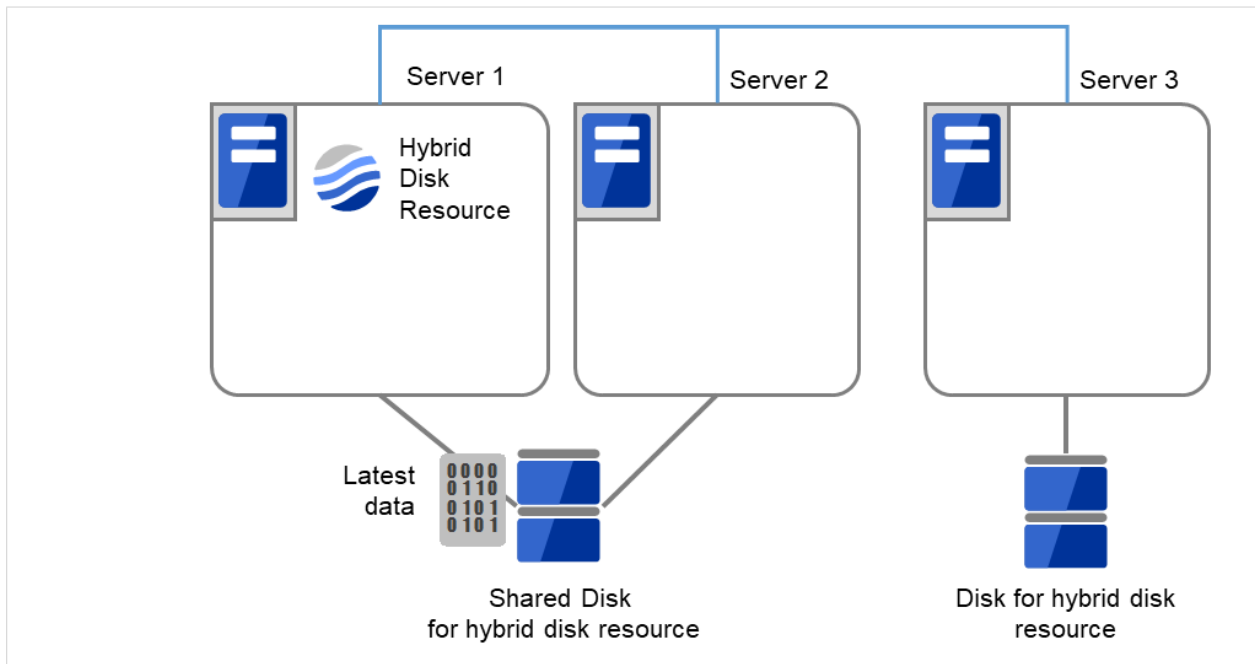 Server 1
Server 2
Server 3
Hybrid
Disk
Resource
Latest
data
0000
0110
0101
0101
Shared Disk
for hybrid disk resource
Disk for hybrid disk
resource